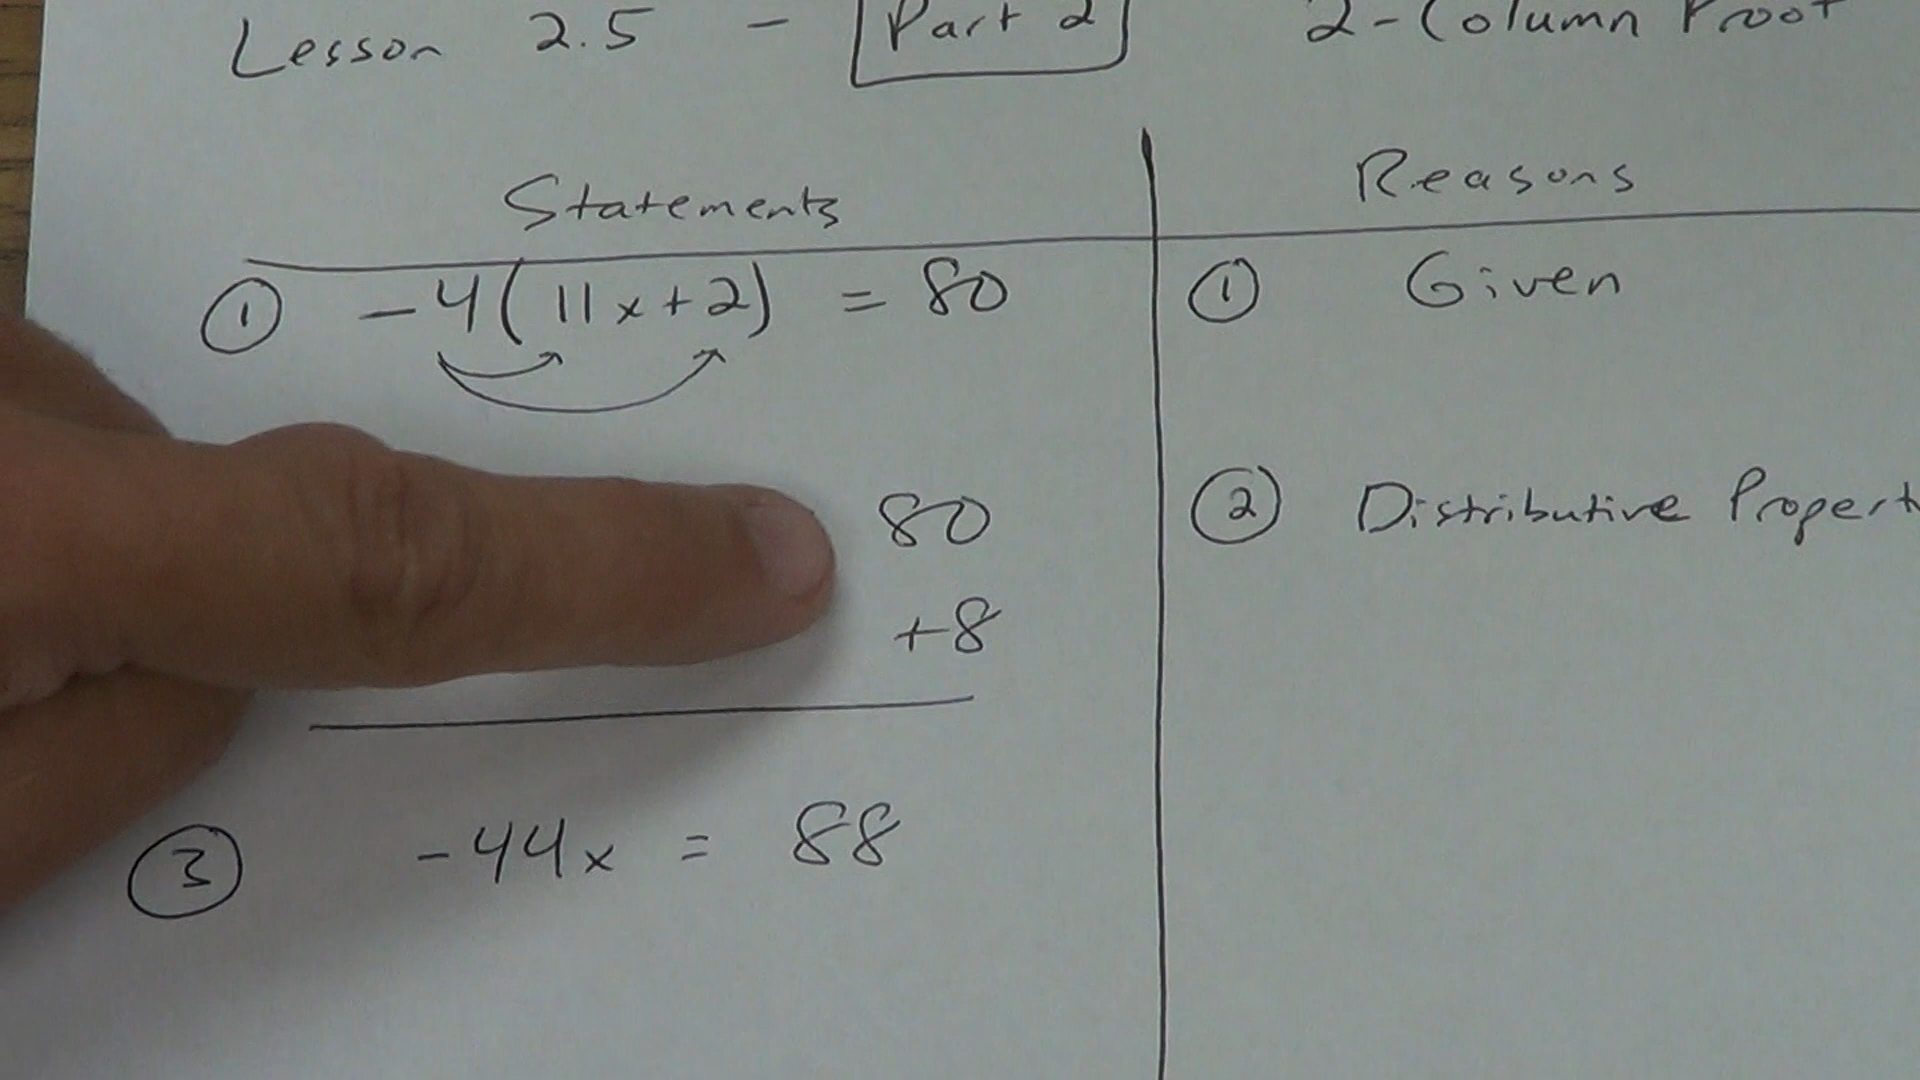 Lesson 2.5 - Part 2 2-Column Proof
Statements Reasons
① -4(11x+2) = 80 ① Given
80 ② Distributive Propert
+8
③ -44x = 88